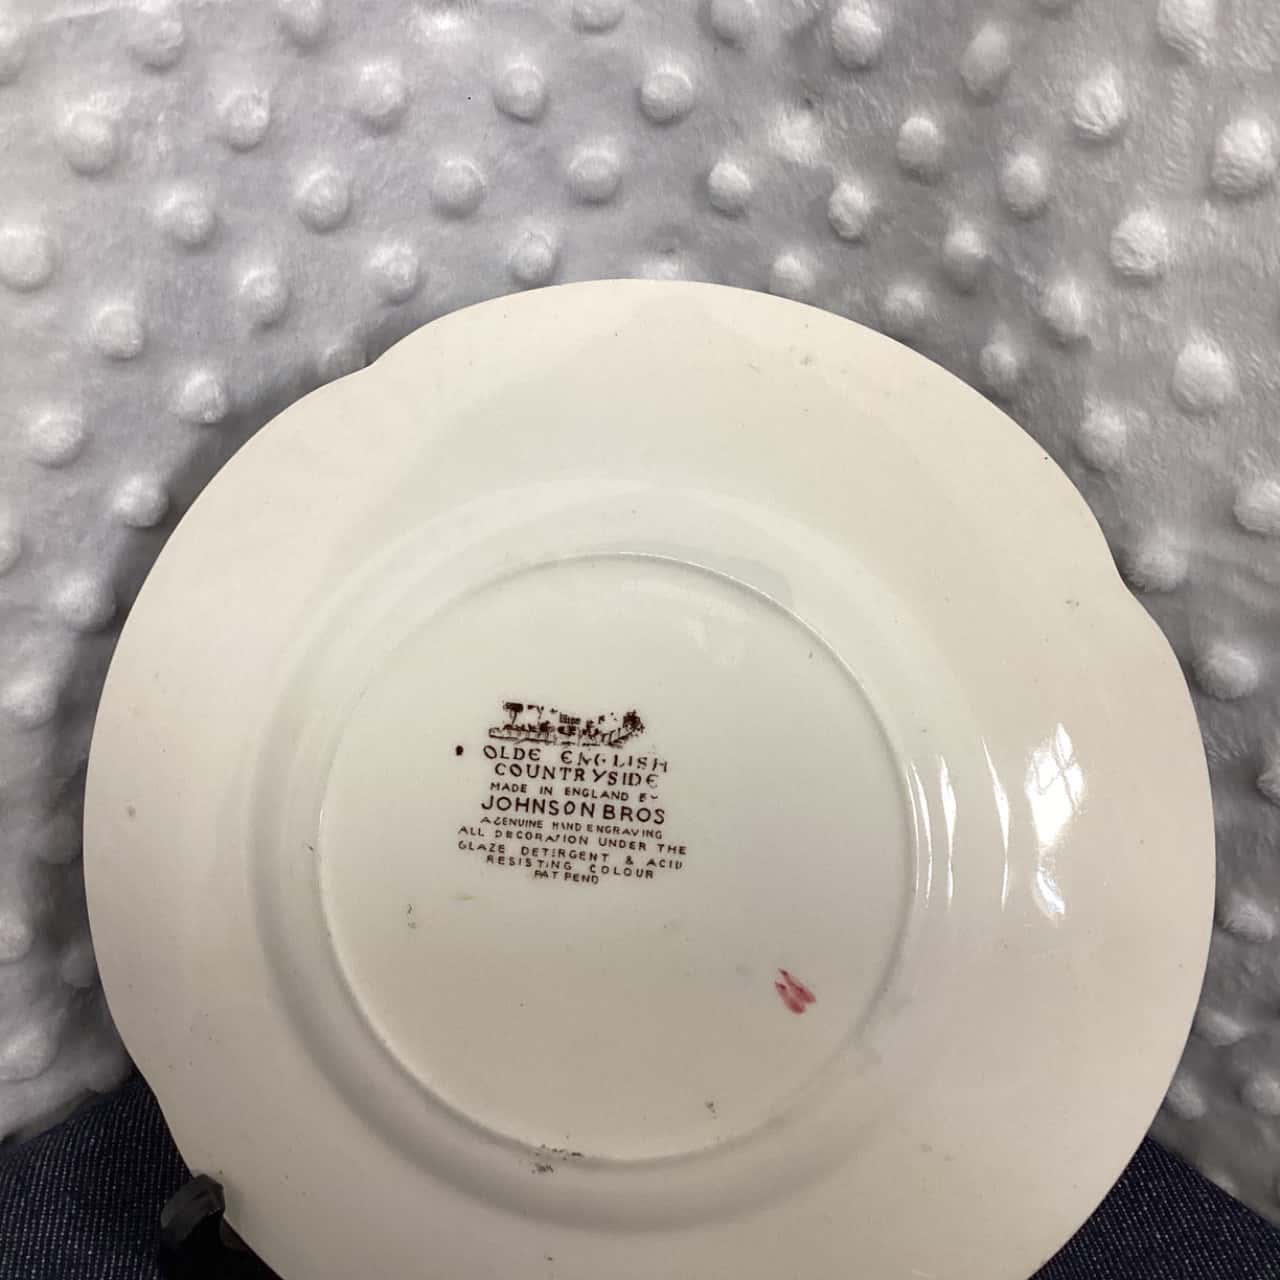 OLDE ENGLISH
COUNTRYSIDE
MADE IN ENGLAND BY
JOHNSON BROS
A GENUINE HAND ENGRAVING
ALL DECORATION UNDER THE
GLAZE DETERGENT & ACID
RESISTING COLOUR
PAT PEND